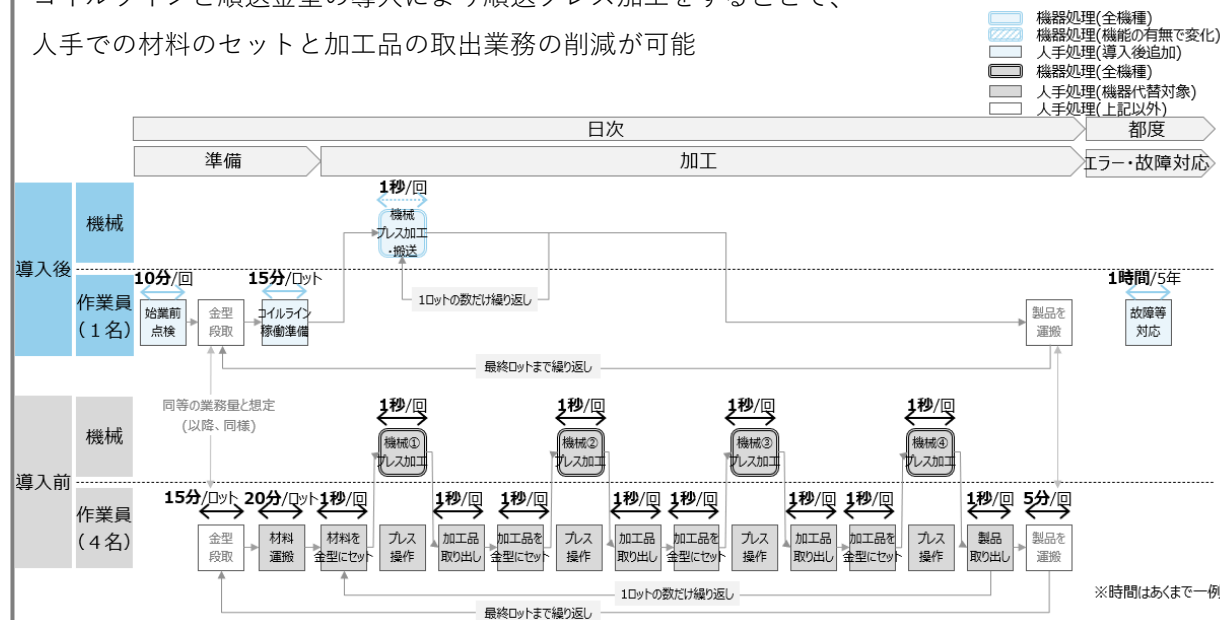 コイルラインと順送金型の導入により順送プレス加工をすることで、
人手での材料のセットと加工品の取出業務の削減が可能
機器処理(全機種)
機器処理(機能の有無で変化)
人手処理(導入後追加)
機器処理(全機種)
人手処理(機器代替対象)
人手処理(上記以外)
日次
都度
準備
加工
エラー・故障対応
導入後
機械
1秒/回
機械
プレス加工
・搬送
1ロットの数だけ繰り返し
作業員
(1名)
10分/回
始業前
点検
金型
段取
15分/ロット
コイルライン
稼働準備
製品を
運搬
1時間/5年
故障等
対応
最終ロットまで繰り返し
同等の業務量と想定
(以降、同様)
導入前
機械
1秒/回
機械①
プレス加工
1秒/回
機械②
プレス加工
1秒/回
機械③
プレス加工
1秒/回
機械④
プレス加工
作業員
(4名)
15分/ロット
金型
段取
20分/ロット
材料
運搬
1秒/回
材料を
金型にセット
プレス
操作
1秒/回
加工品
取り出し
1秒/回
加工品を
金型にセット
プレス
操作
1秒/回
加工品
取り出し
1秒/回
加工品を
金型にセット
プレス
操作
1秒/回
加工品
取り出し
1秒/回
加工品を
金型にセット
プレス
操作
1秒/回
製品
取り出し
5分/回
製品を
運搬
1ロットの数だけ繰り返し
最終ロットまで繰り返し
※時間はあくまで一例